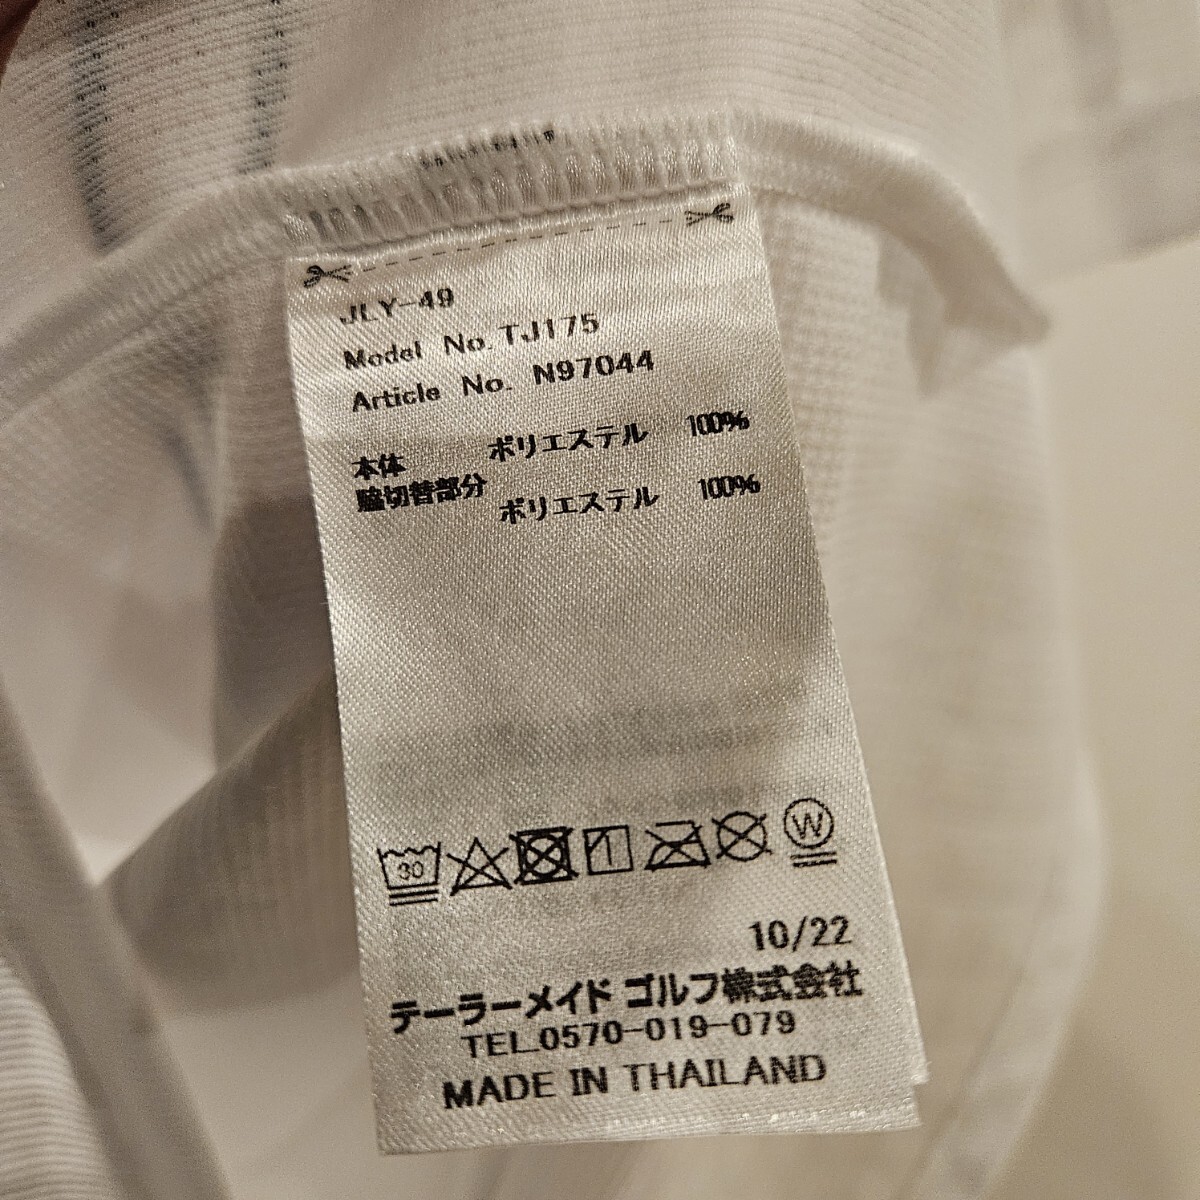 JLY-49
Model No. TJ175
Article No. N97044
本体 ポリエステル 100%
脇切替部分 ポリエステル 100%
30
W
10/22
テーラーメイド ゴルフ株式会社
TEL.0570-019-079
MADE IN THAILAND